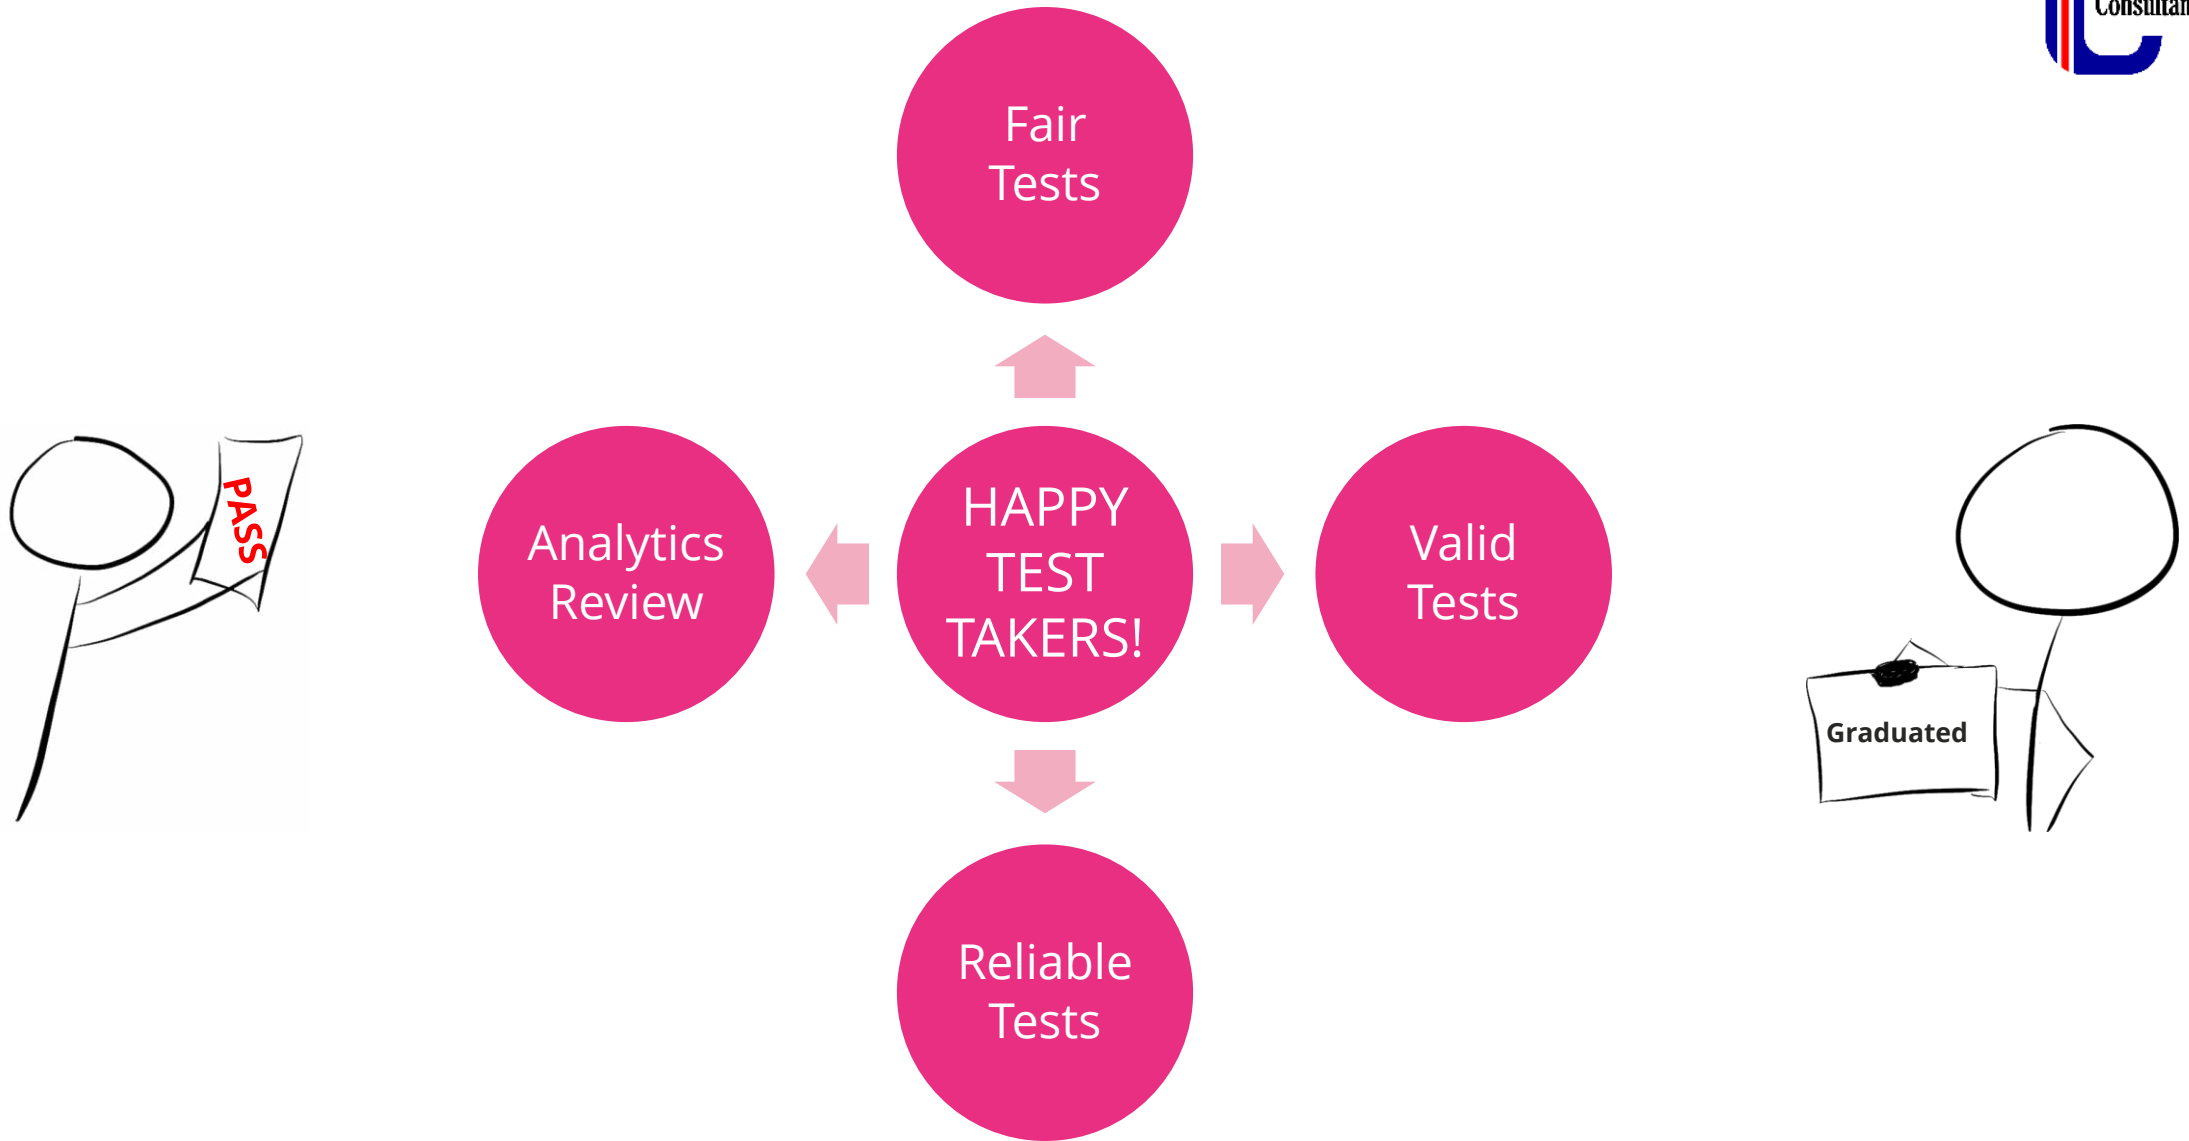 Fair
Tests
PASS
Analytics
Review
HAPPY
TEST
TAKERS!
Valid
Tests
Graduated
Reliable
Tests